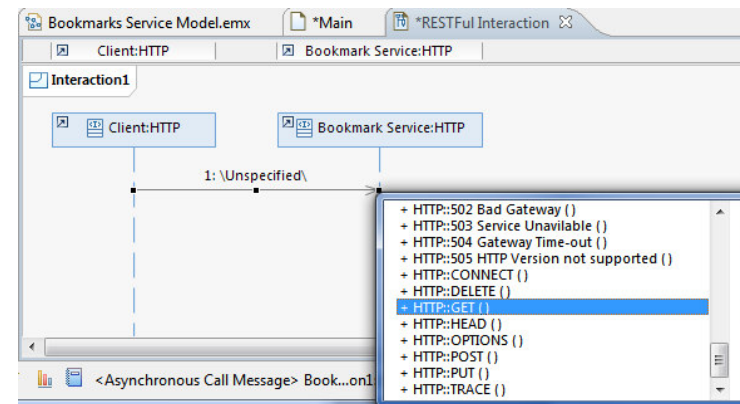 Bookmarks Service Model.emx *Main *RESTFul Interaction
Client:HTTP Bookmark Service:HTTP
Interaction1
Client:HTTP Bookmark Service:HTTP
1: \Unspecified\
+ HTTP::502 Bad Gateway ( )
+ HTTP::503 Service Unavilable ( )
+ HTTP::504 Gateway Time-out ( )
+ HTTP::505 HTTP Version not supported ( )
+ HTTP::CONNECT ( )
+ HTTP::DELETE ( )
+ HTTP::GET ( )
+ HTTP::HEAD ( )
+ HTTP::OPTIONS ( )
+ HTTP::POST ( )
+ HTTP::PUT ( )
+ HTTP::TRACE ( )
<Asynchronous Call Message> Book...on1: